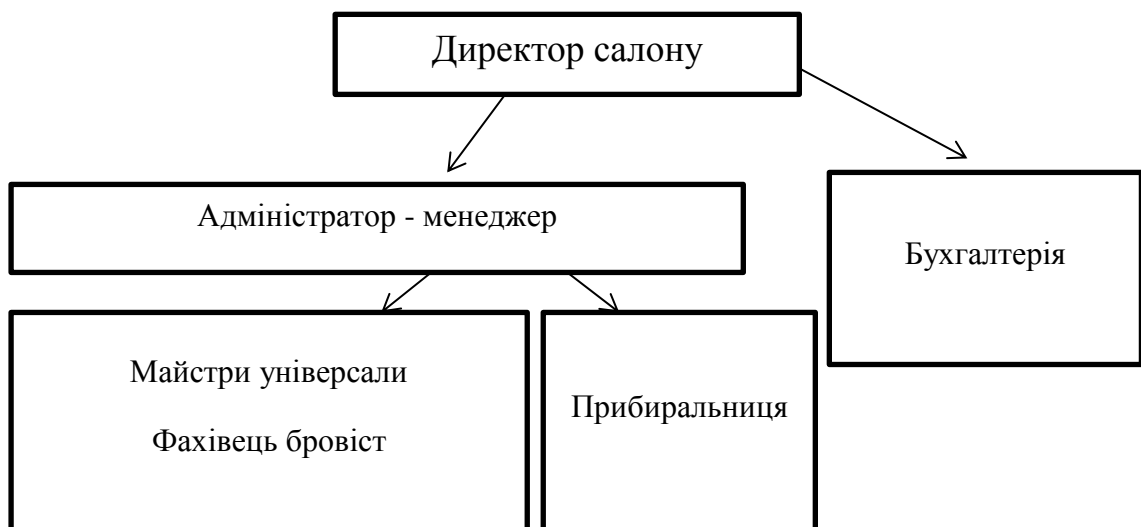 Директор салону
Адміністратор - менеджер
Бухгалтерія
Майстри універсали
Фахівець бровіст
Прибиральниця